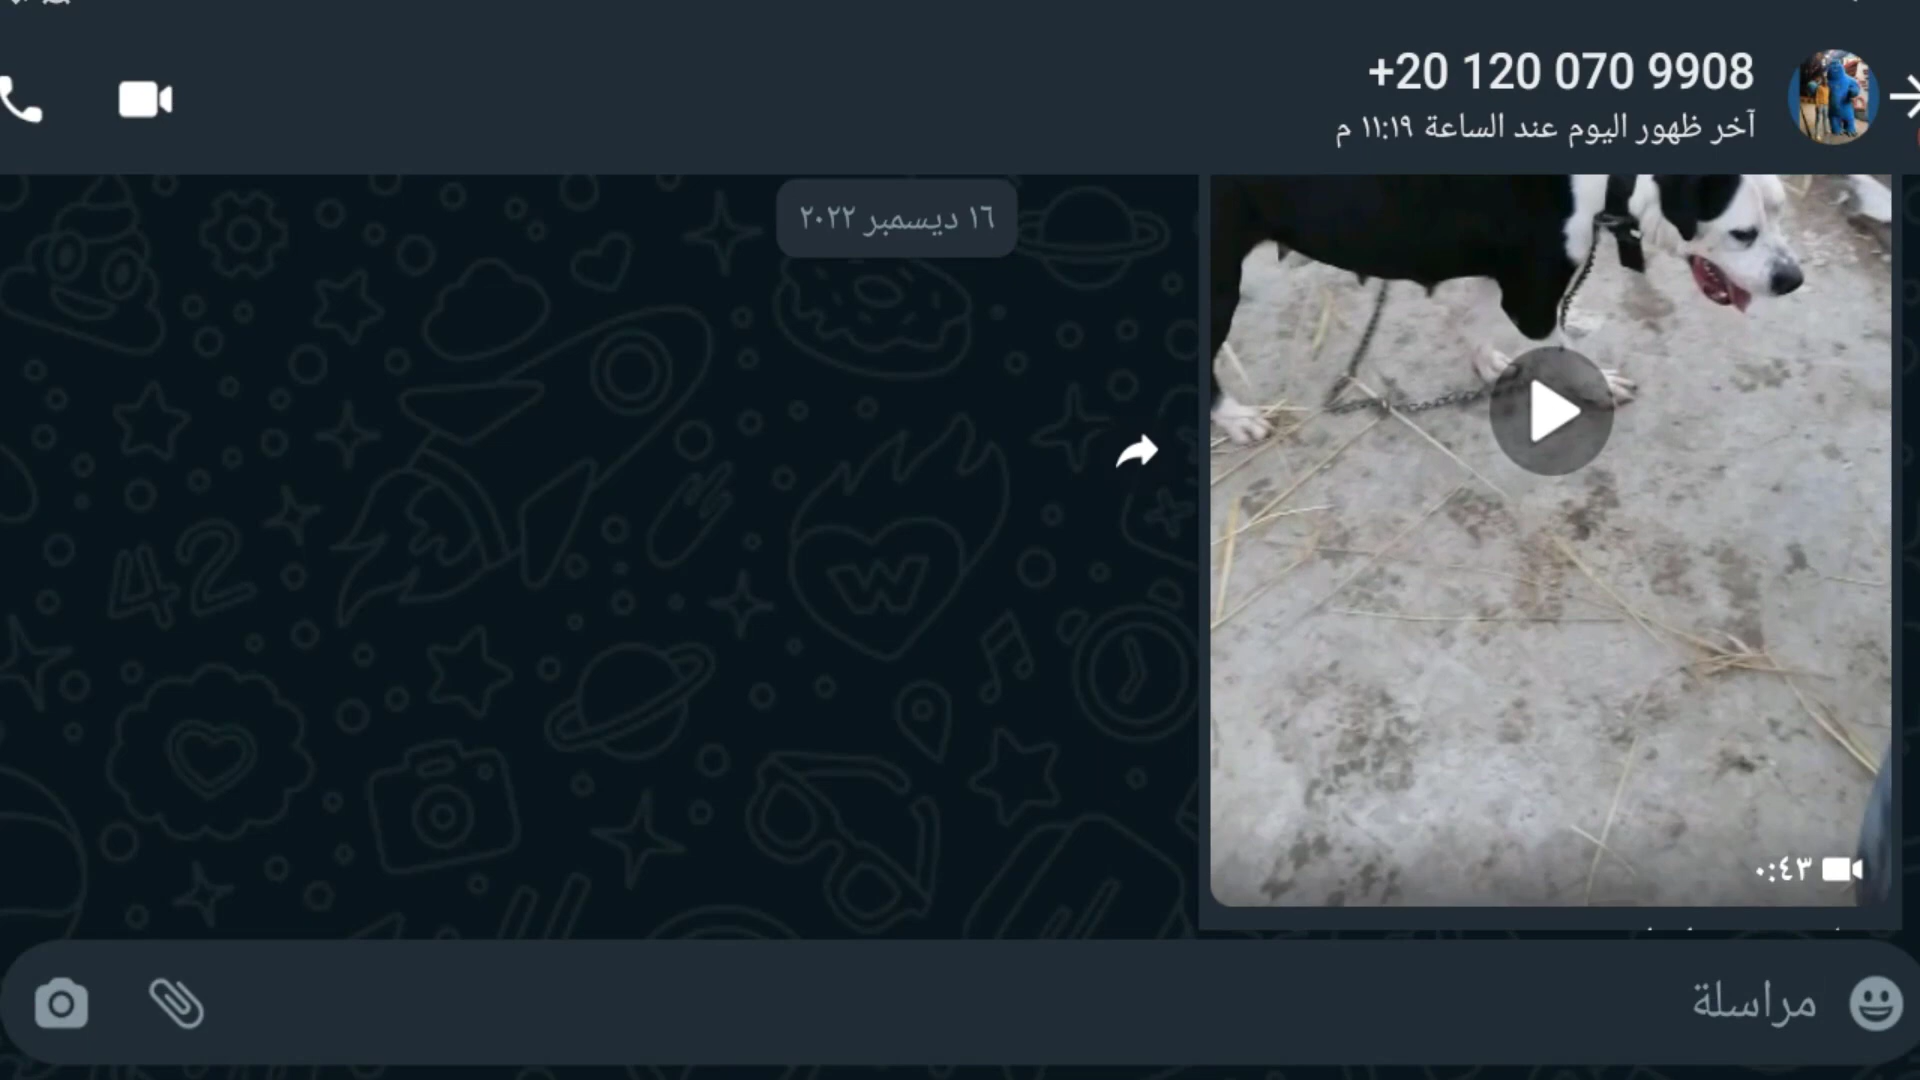 +20 120 070 9908
آخر ظهور اليوم عند الساعة ١١:١٩ م
١٦ ديسمبر ٢٠٢٢
٠:٤٣
مراسلة